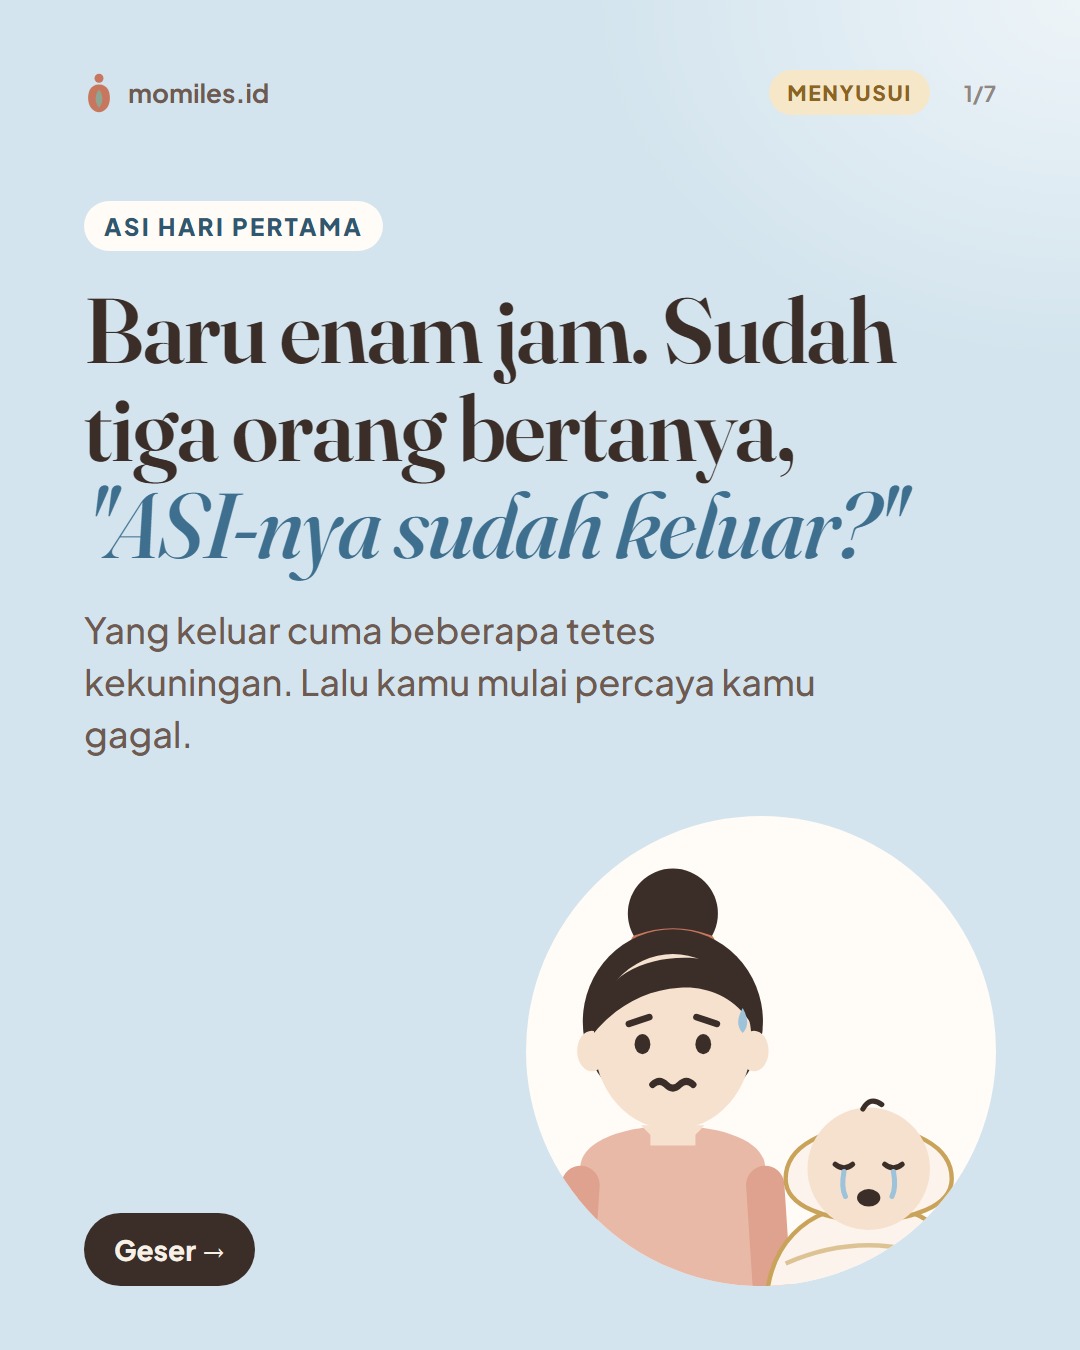 momiles.id
MENYUSUI
1/7
ASI HARI PERTAMA
Baru enam jam. Sudah
tiga orang bertanya,
"ASI-nya sudah keluar?"
Yang keluar cuma beberapa tetes
kekuningan. Lalu kamu mulai percaya kamu
gagal.
Geser →